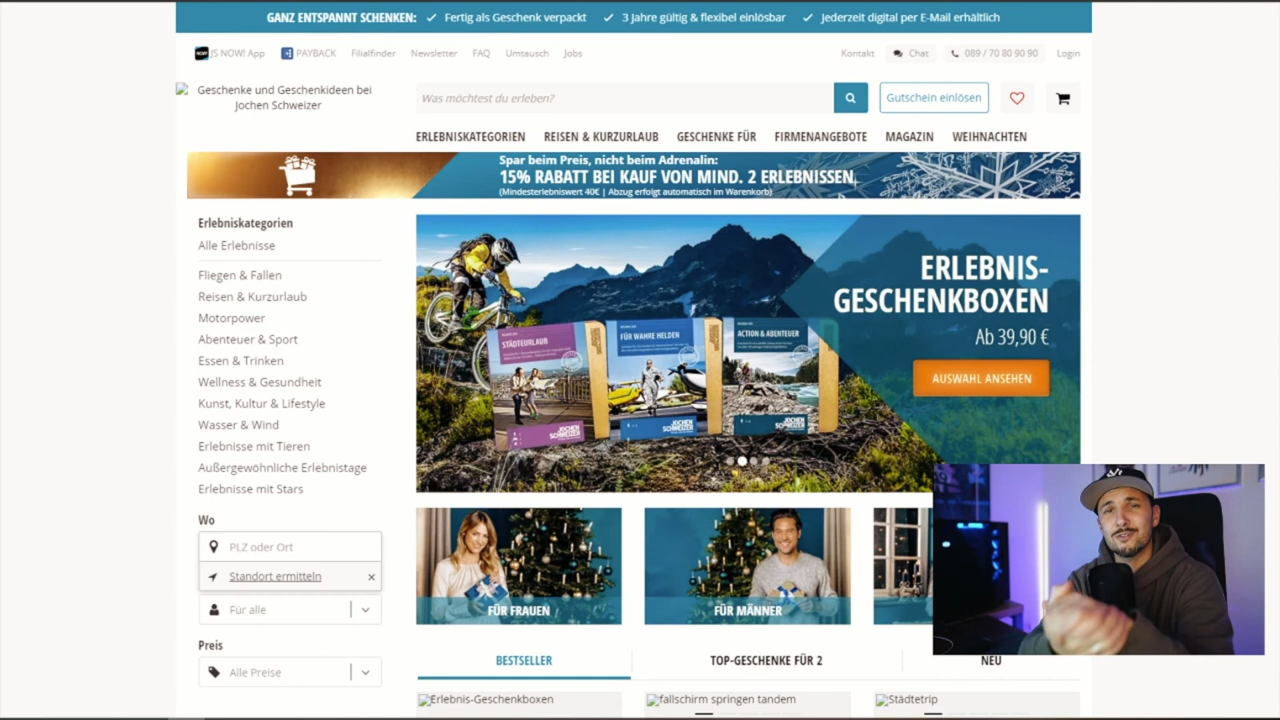 GANZ ENTSPANNT SCHENKEN: Fertig als Geschenk verpackt 3 Jahre gültig & flexibel einlösbar Jederzeit digital per E-Mail erhältlich
NOW! JS NOW! App PAYBACK Filialfinder Newsletter FAQ Umtausch Jobs Kontakt Chat 089 / 70 80 90 90 Login
Geschenke und Geschenkideen bei
Jochen Schweizer
Was möchtest du erleben?
Gutschein einlösen
ERLEBNISKATEGORIEN REISEN & KURZURLAUB GESCHENKE FÜR FIRMENANGEBOTE MAGAZIN WEIHNACHTEN
Spar beim Preis, nicht beim Adrenalin:
15% RABATT BEI KAUF VON MIND. 2 ERLEBNISSEN
(Mindesterlebniswert 40€ | Abzug erfolgt automatisch im Warenkorb)
Erlebniskategorien
Alle Erlebnisse
Fliegen & Fallen
Reisen & Kurzurlaub
Motorpower
Abenteuer & Sport
Essen & Trinken
Wellness & Gesundheit
Kunst, Kultur & Lifestyle
Wasser & Wind
Erlebnisse mit Tieren
Außergewöhnliche Erlebnistage
Erlebnisse mit Stars
Wo
PLZ oder Ort
Standort ermitteln
Für alle
Preis
Alle Preise
ERLEBNIS-
GESCHENKBOXEN
Ab 39,90 €
AUSWAHL ANSEHEN
STÄDTEURLAUB
FÜR WAHRE HELDEN
ACTION & ABENTEUER
JOCHEN
SCHWEIZER
JOCHEN
SCHWEIZER
JOCHEN
SCHWEIZER
FÜR FRAUEN
FÜR MÄNNER
BESTSELLER TOP-GESCHENKE FÜR 2 NEU
Erlebnis-Geschenkboxen
fallschirm springen tandem
Städtetrip